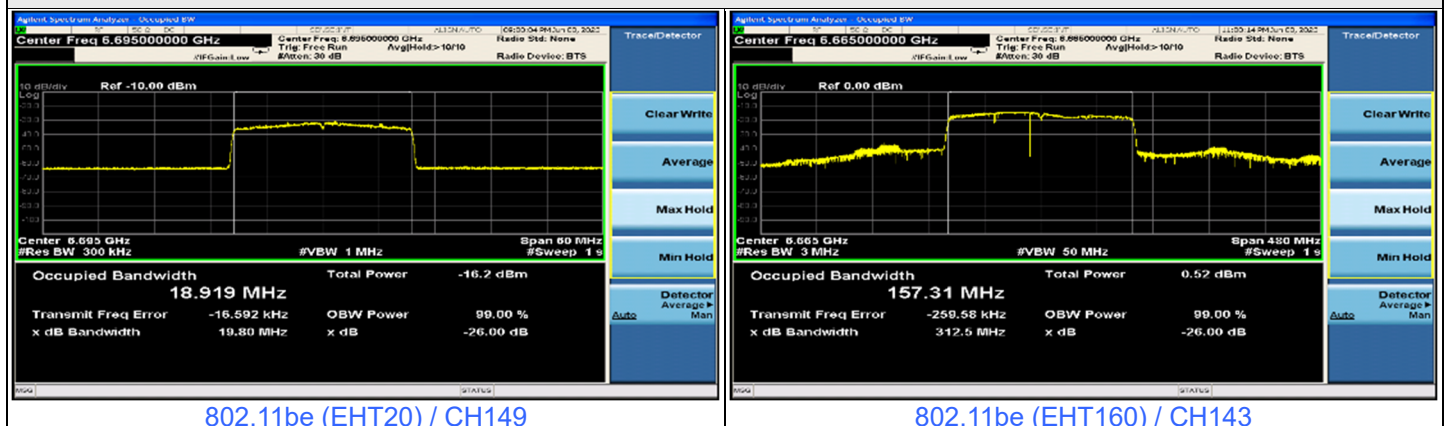 Agilent Spectrum Analyzer - Occupied BW
Center Freq 6.695000000 GHz
Center Freq: 6.695000000 GHz
Trig: Free Run Avg|Hold:>10/10
#IFGain:Low #Atten: 30 dB
Radio Std: None
Radio Device: BTS
Trace/Detector
10 dB/div Ref -10.00 dBm
Log
Clear Write
Average
Max Hold
Center 6.695 GHz Span 60 MHz
#Res BW 300 kHz #VBW 1 MHz #Sweep 1 s
Min Hold
Occupied Bandwidth Total Power -16.2 dBm
18.919 MHz
Transmit Freq Error -16.592 kHz OBW Power 99.00 %
x dB Bandwidth 19.80 MHz x dB -26.00 dB
Detector
Average
Auto Man
MSG STATUS
802.11be (EHT20) / CH149
Agilent Spectrum Analyzer - Occupied BW
Center Freq 6.665000000 GHz
Center Freq: 6.665000000 GHz
Trig: Free Run Avg|Hold:>10/10
#IFGain:Low #Atten: 30 dB
Radio Std: None
Radio Device: BTS
Trace/Detector
10 dB/div Ref 0.00 dBm
Log
Clear Write
Average
Max Hold
Center 6.665 GHz Span 480 MHz
#Res BW 3 MHz #VBW 50 MHz #Sweep 1 s
Min Hold
Occupied Bandwidth Total Power 0.52 dBm
157.31 MHz
Transmit Freq Error -259.58 kHz OBW Power 99.00 %
x dB Bandwidth 312.5 MHz x dB -26.00 dB
Detector
Average
Auto Man
MSG STATUS
802.11be (EHT160) / CH143